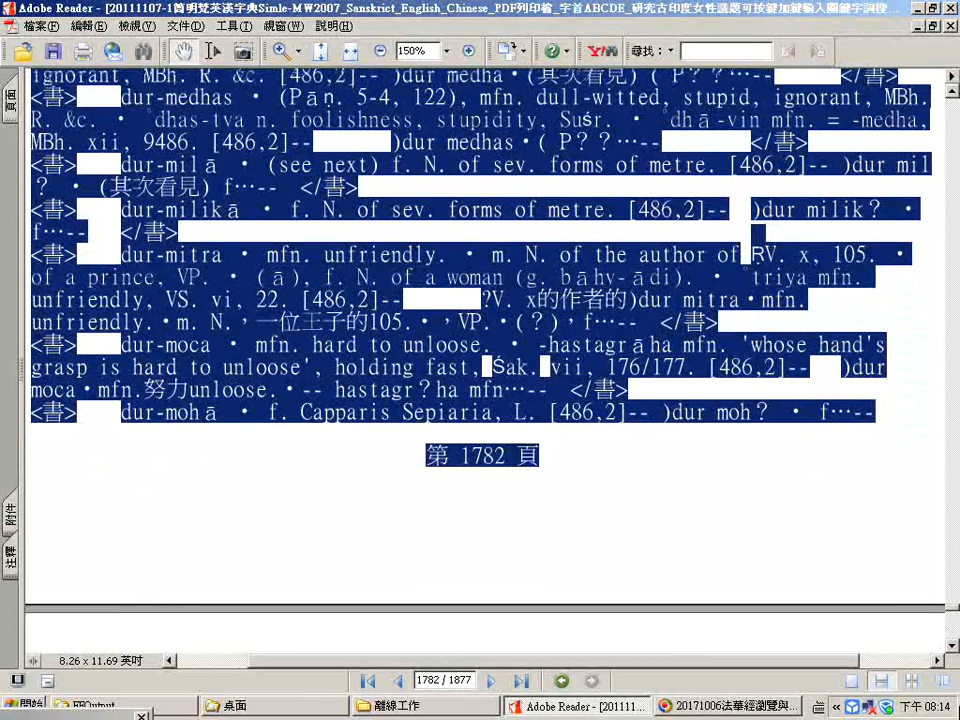 Adobe Reader - [20111107-1簡明梵英漢字典Simle-MW2007_Sanskrict_English_Chinese_PDF列印檔_字首ABCDE_研究古印度女性議題可按鍵加鍵輸入關鍵字詞搜
檔案(F) 編輯(E) 檢視(V) 文件(D) 工具(T) 視窗(W) 說明(H)
150% 尋找：
ignorant, MBh. R. &c. [486,2]-- )dur medha‧(其次看見) ( P??…-- </書>
<書> dur-medhas ‧ (Pāṇ. 5-4, 122), mfn. dull-witted, stupid, ignorant, MBh.
R. &c. ‧ ゜dhas-tva n. foolishness, stupidity, Suśr. ‧ ゜dhā-vin mfn. = -medha,
MBh. xii, 9486. [486,2]-- )dur medhas‧( P??…-- </書>
<書> dur-milā ‧ (see next) f. N. of sev. forms of metre. [486,2]-- )dur mil
? ‧ (其次看見) f…-- </書>
<書> dur-milikā ‧ f. N. of sev. forms of metre. [486,2]-- )dur milik? ‧
f…-- </書>
<書> dur-mitra ‧ mfn. unfriendly. ‧ m. N. of the author of RV. x, 105. ‧
of a prince, VP. ‧ (ā), f. N. of a woman (g. bāhv-ādi). ‧ ゜triya mfn.
unfriendly, VS. vi, 22. [486,2]-- ?V. x的作者的)dur mitra‧mfn.
unfriendly.‧m. N.，一位王子的105.‧，VP.‧(?)，f…-- </書>
<書> dur-moca ‧ mfn. hard to unloose. ‧ -hastagrāha mfn. 'whose hand's
grasp is hard to unloose', holding fast, Śak. vii, 176/177. [486,2]-- )dur
moca‧mfn.努力unloose.‧-- hastagr?ha mfn…-- </書>
<書> dur-mohā ‧ f. Capparis Sepiaria, L. [486,2]-- )dur moh? ‧ f…--
第 1782 頁
頁面
附件
註釋
8.26 x 11.69 英吋
1782 / 1877
開始 FFOutput 桌面 離線工作 Adobe Reader - [201111... 20171006法華經瀏覽與... 下午 08:14